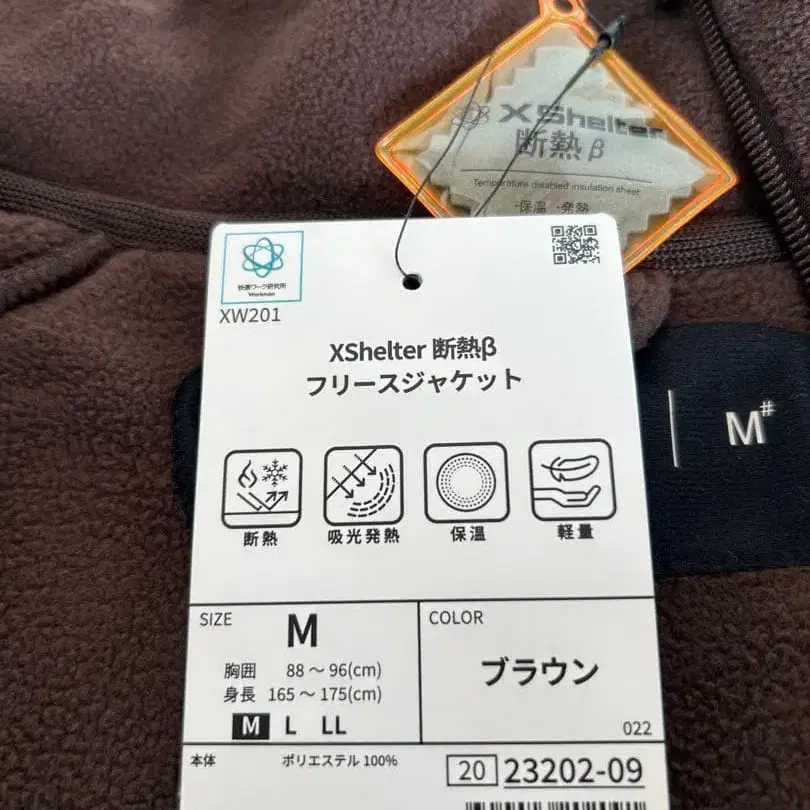 XShelter
断熱β
Temperature disabled insulation sheet
・保温 ・発熱
快適ワーク研究所
Workman
XW201
XShelter 断熱β
フリースジャケット
断熱
吸光発熱
保温
軽量
M#
SIZE
M
胸囲 88～96(cm)
身長 165～175(cm)
M L LL
COLOR
ブラウン
022
本体 ポリエステル 100%
20 23202-09